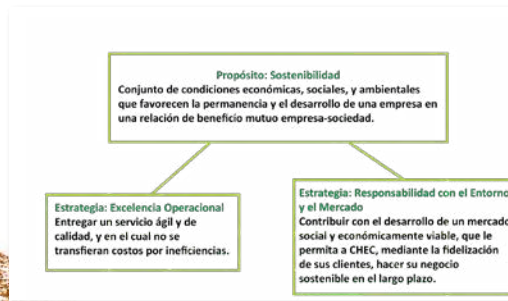 Propósito: Sostenibilidad
Conjunto de condiciones económicas, sociales, y ambientales
que favorecen la permanencia y el desarrollo de una empresa en
una relación de beneficio mutuo empresa-sociedad.
Estrategia: Excelencia Operacional
Entregar un servicio ágil y de
calidad, y en el cual no se
transfieran costos por ineficiencias.
Estrategia: Responsabilidad con el Entorno
y el Mercado
Contribuir con el desarrollo de un mercado
social y económicamente viable, que le
permita a CHEC, mediante la fidelización
de sus clientes, hacer su negocio
sostenible en el largo plazo.